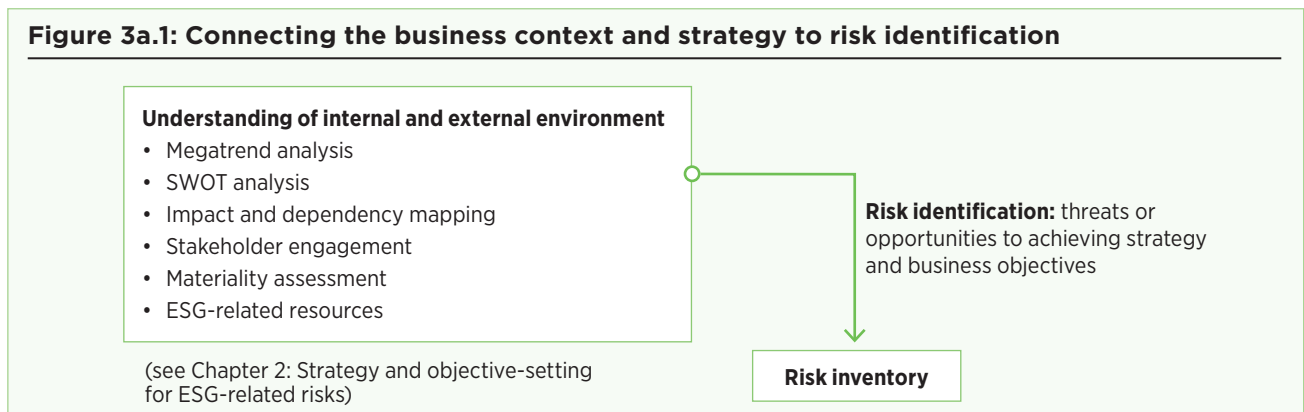 Figure 3a.1: Connecting the business context and strategy to risk identification
Understanding of internal and external environment
• Megatrend analysis
• SWOT analysis
• Impact and dependency mapping
• Stakeholder engagement
• Materiality assessment
• ESG-related resources
(see Chapter 2: Strategy and objective-setting
for ESG-related risks)
Risk identification: threats or
opportunities to achieving strategy
and business objectives
Risk inventory